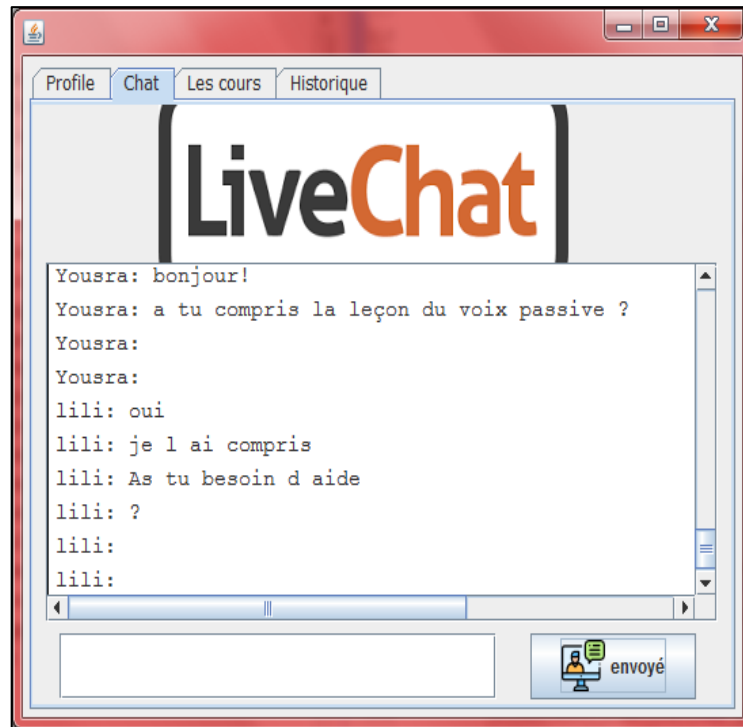 Profile Chat Les cours Historique
LiveChat
Yousra: bonjour!
Yousra: a tu compris la leçon du voix passive ?
Yousra:
Yousra:
lili: oui
lili: je l ai compris
lili: As tu besoin d aide
lili: ?
lili:
lili:
envoyé